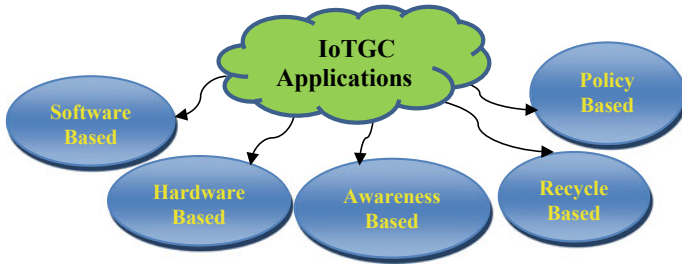 IoTGC
Applications
Software
Based
Hardware
Based
Awareness
Based
Recycle
Based
Policy
Based